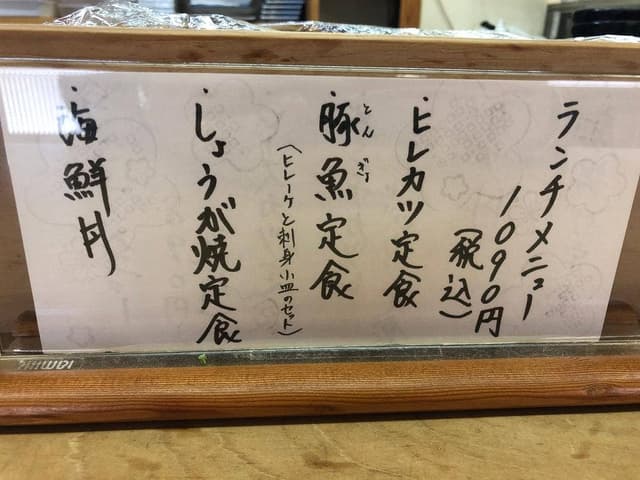 ランチメニュー
1090円
(税込)
・ヒレカツ定食
・豚魚定食
とん ぎょ
(ヒレ一ケと刺身小皿のセット)
・しょうが焼定食
・海鮮丼